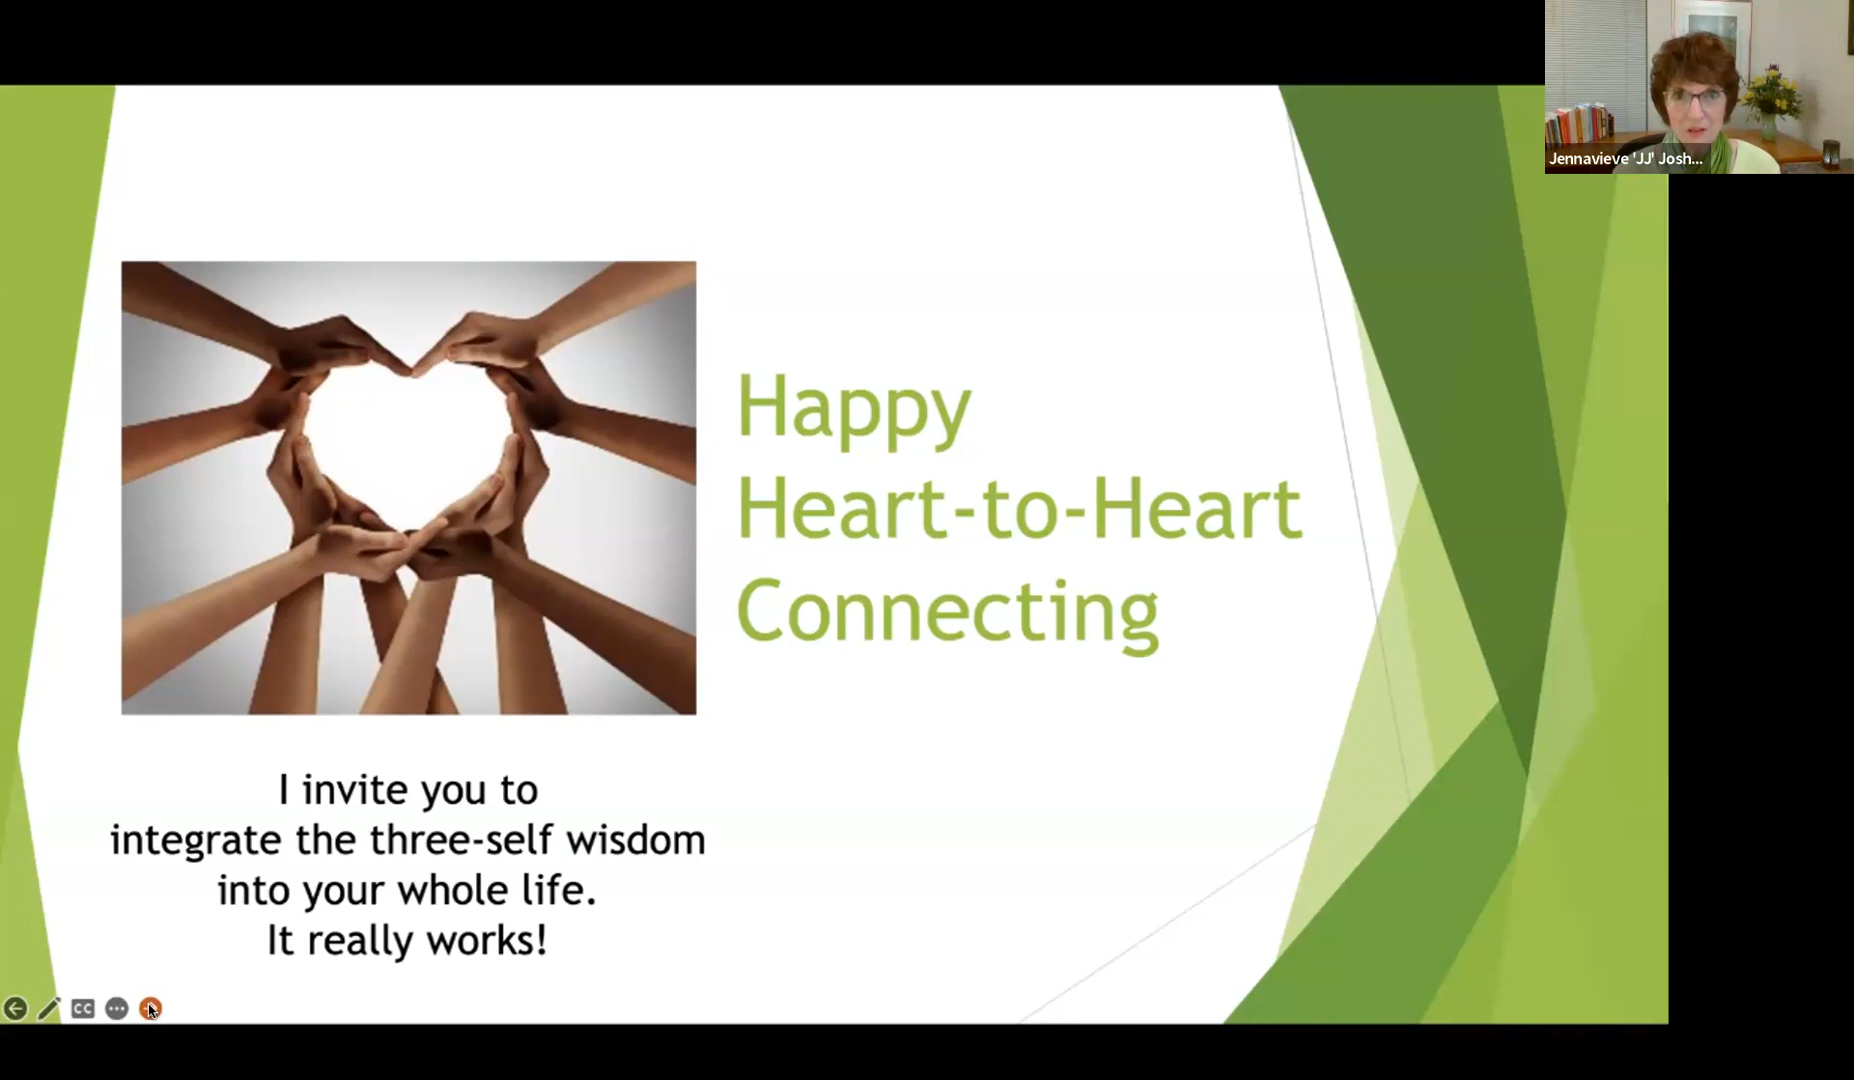 Jennavieve 'JJ' Josh...
Happy
Heart-to-Heart
Connecting
I invite you to
integrate the three-self wisdom
into your whole life.
It really works!
CC